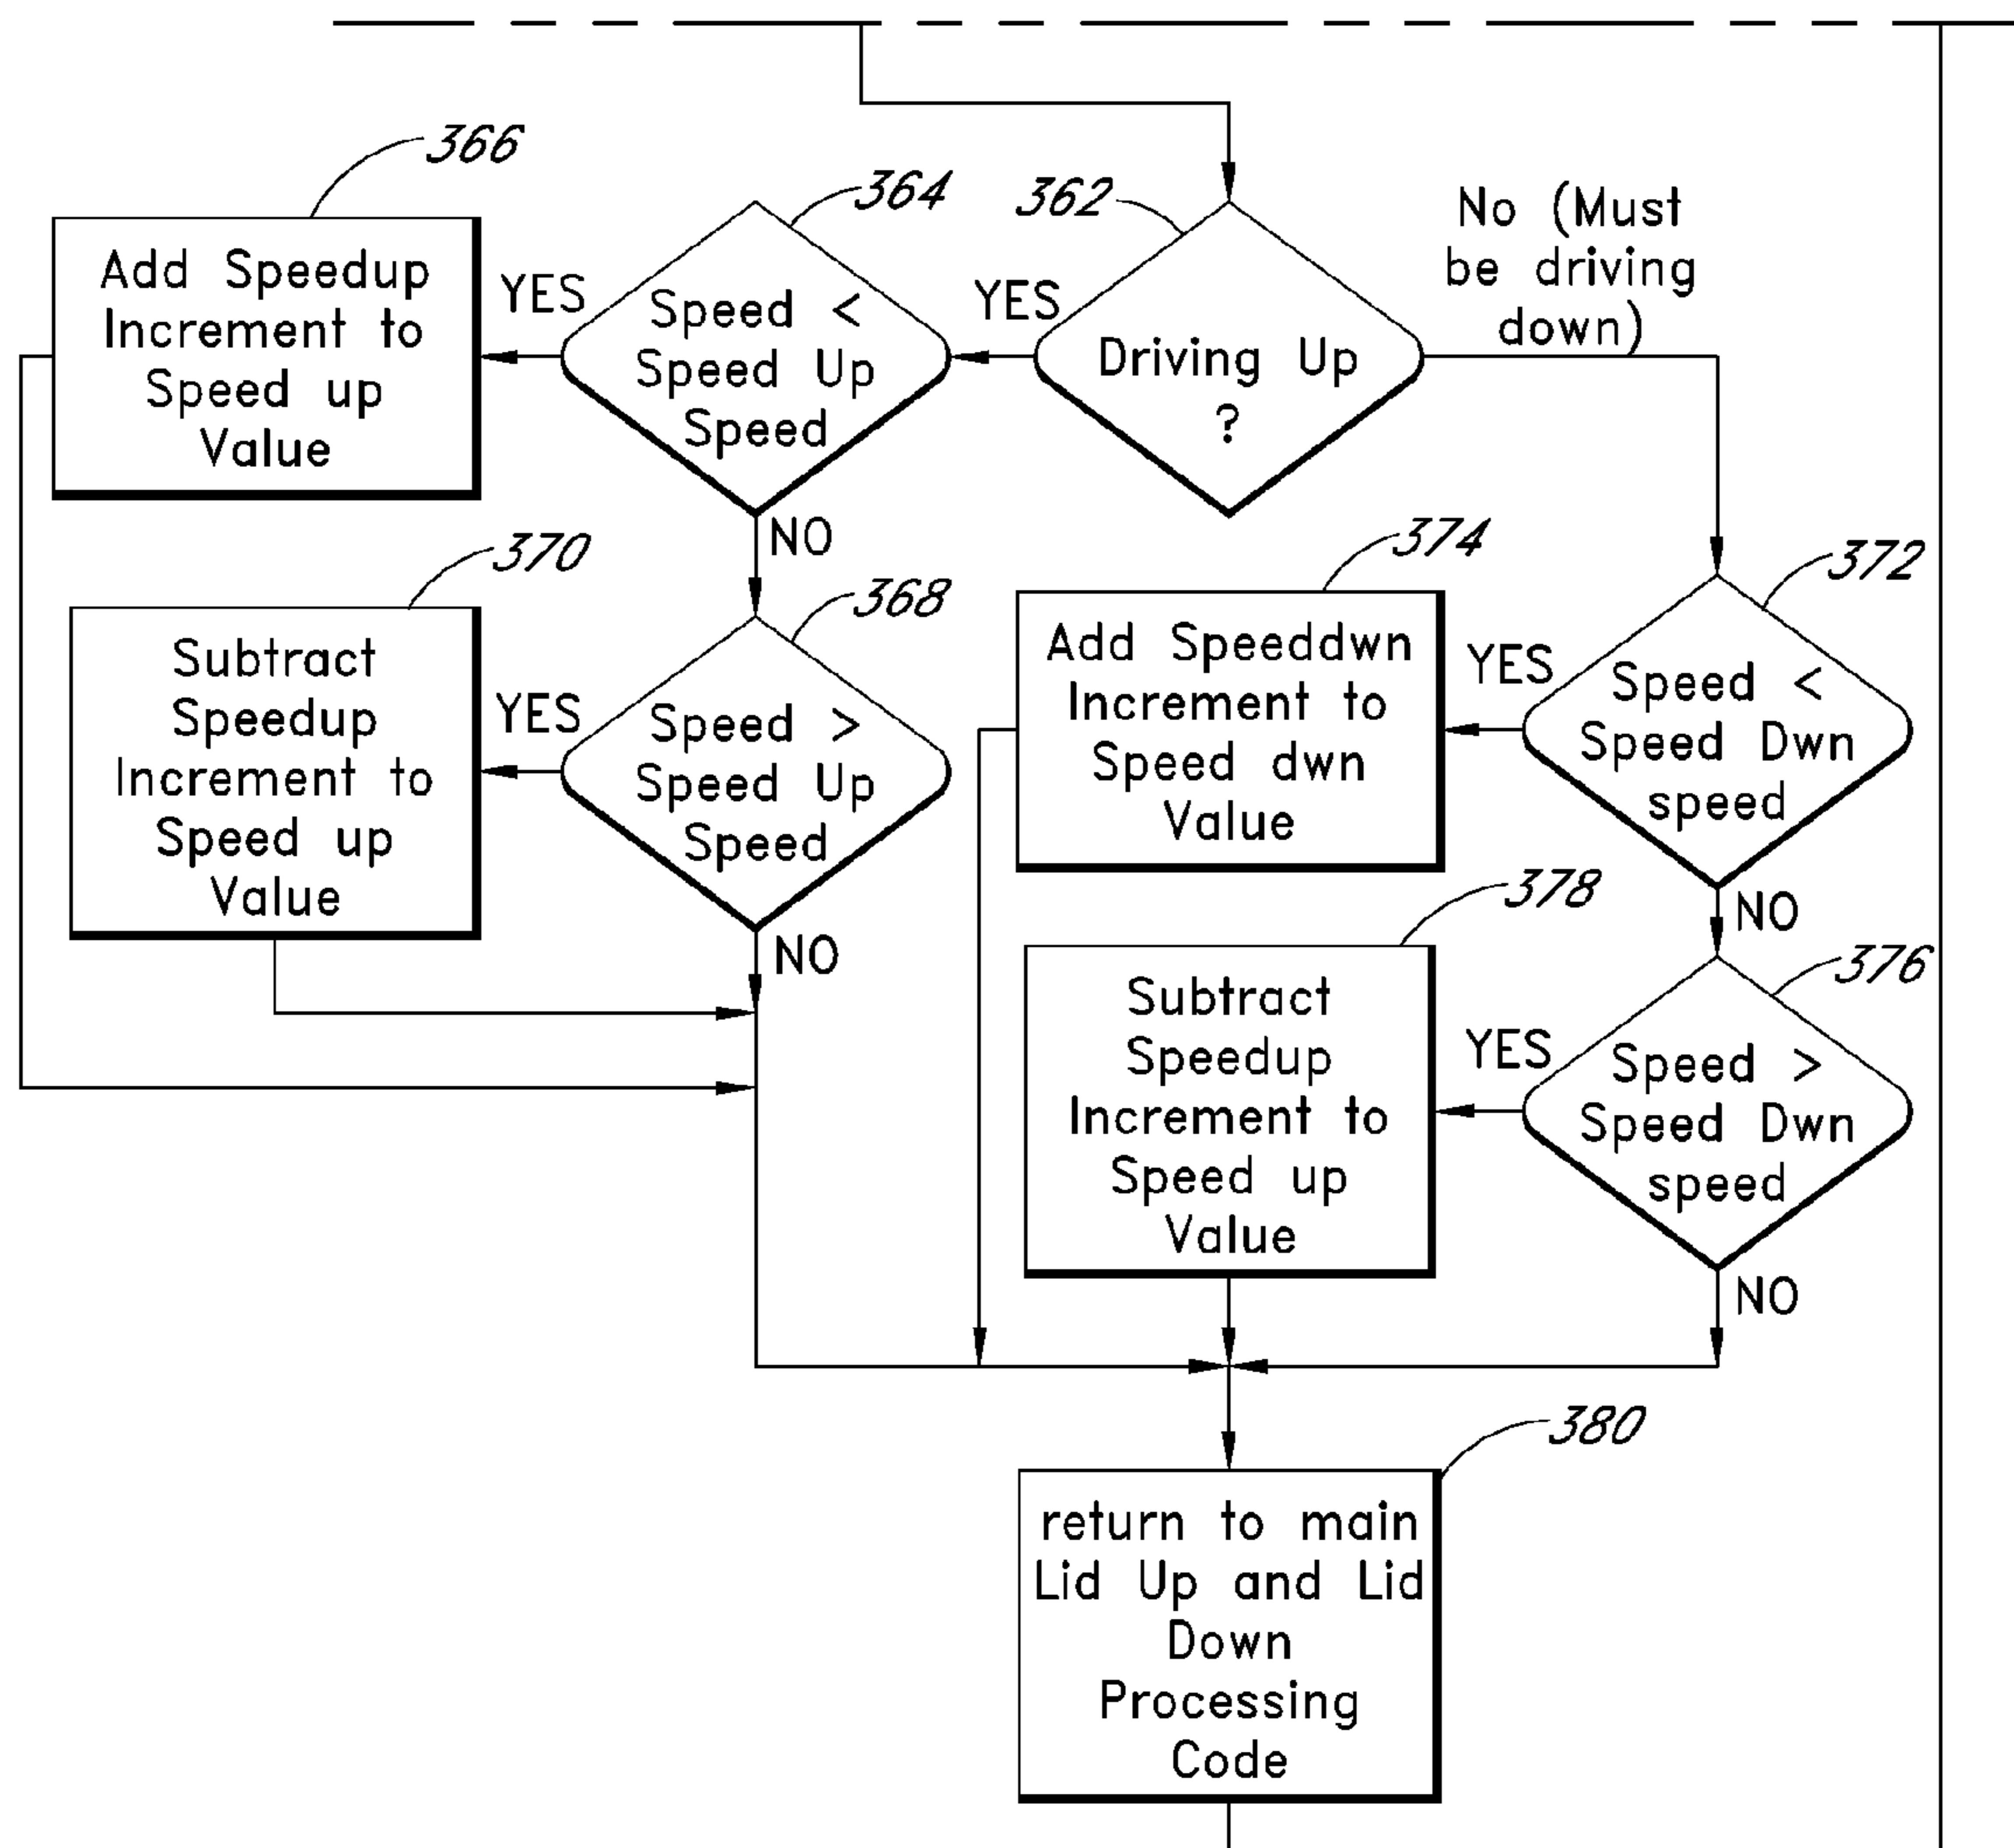 366
364
362
No (Must
be driving
down)
Add Speedup
Increment to
Speed up
Value
YES
Speed <
Speed Up
Speed
YES
Driving Up
?
NO
370
368
374
372
Subtract
Speedup
Increment to
Speed up
Value
YES
Speed >
Speed Up
Speed
NO
Add Speeddwn
Increment to
Speed dwn
Value
YES
Speed <
Speed Dwn
speed
NO
378
376
Subtract
Speedup
Increment to
Speed up
Value
YES
Speed >
Speed Dwn
speed
NO
380
return to main
Lid Up and Lid
Down
Processing
Code